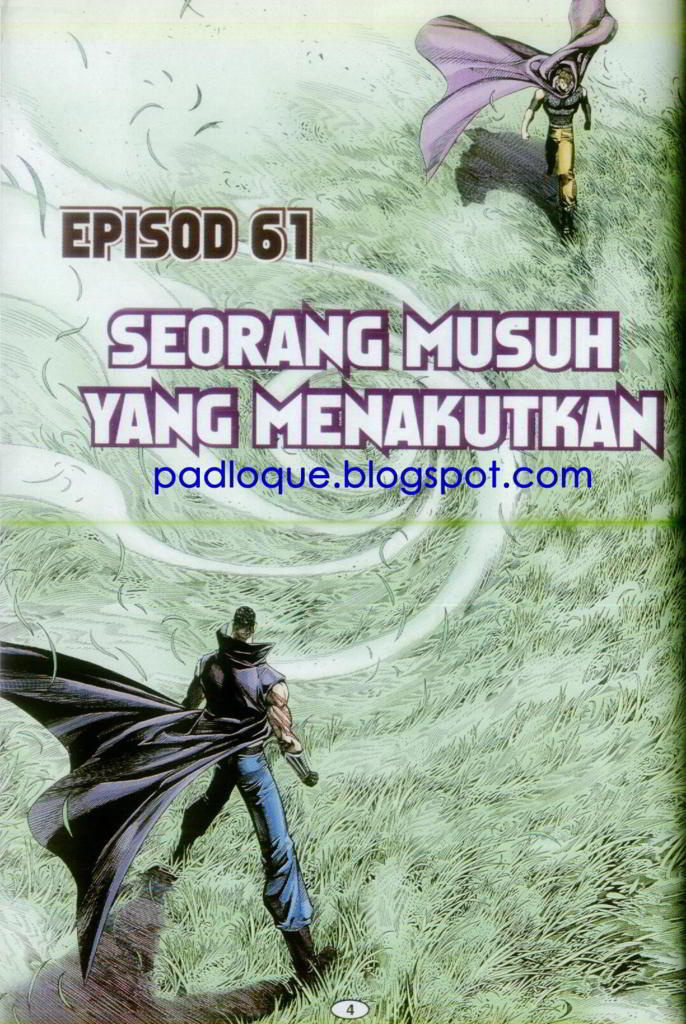 EPISOD 61
SEORANG MUSUH
YANG MENAKUTKAN
padloque.blogspot.com
4